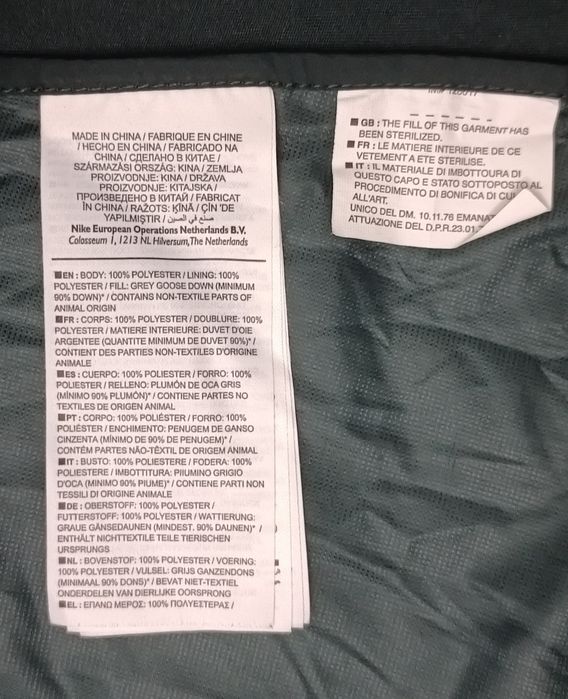 MADE IN CHINA / FABRIQUE EN CHINE
/ HECHO EN CHINA / FABRICADO NA
CHINA / СДЕЛАНО В КИТАЕ /
SZÁRMAZÁSI ORSZÁG: KINA / ZEMLJA
PROIZVODNJE: KINA / DRŽAVA
PROIZVODNJE: KITAJSKA /
ПРОИЗВЕДЕНО В КИТАЙ / FABRICAT
ÎN CHINA / RAŽOTS: ĶĪNĀ / ÇİN 'DE
YAPILMIŞTIR / صنع في الصين /
Nike European Operations Netherlands B.V.
Colosseum 1, 1213 NL Hilversum, The Netherlands
EN : BODY: 100% POLYESTER / LINING: 100%
POLYESTER / FILL: GREY GOOSE DOWN (MINIMUM
90% DOWN)* / CONTAINS NON-TEXTILE PARTS OF
ANIMAL ORIGIN
FR : CORPS: 100% POLYESTER / DOUBLURE: 100%
POLYESTER / MATIERE INTERIEURE: DUVET D'OIE
ARGENTEE (QUANTITE MINIMUM DE DUVET 90%)* /
CONTIENT DES PARTIES NON-TEXTILES D'ORIGINE
ANIMALE
ES : CUERPO: 100% POLIESTER / FORRO: 100%
POLIESTER / RELLENO: PLUMÓN DE OCA GRIS
(MÍNIMO 90% PLUMÓN)* / CONTIENE PARTES NO
TEXTILES DE ORIGEN ANIMAL
PT : CORPO: 100% POLIÉSTER / FORRO: 100%
POLIÉSTER / ENCHIMENTO: PENUGEM DE GANSO
CINZENTA (MÍNIMO DE 90% DE PENUGEM)* /
CONTÉM PARTES NÃO-TÊXTIL DE ORIGEM ANIMAL
IT : BUSTO: 100% POLIESTERE / FODERA: 100%
POLIESTERE / IMBOTTITURA: PIIUMINO GRIGIO
D'OCA (MINIMO 90% PIUME)* / CONTIENE PARTI NON
TESSILI DI ORIGINE ANIMALE
DE : OBERSTOFF: 100% POLYESTER /
FUTTERSTOFF: 100% POLYESTER / WATTIERUNG:
GRAUE GÄNSEDAUNEN (MINDEST. 90% DAUNEN)* /
ENTHÄLT NICHTTEXTILE TEILE TIERISCHEN
URSPRUNGS
NL : BOVENSTOF: 100% POLYESTER / VOERING:
100% POLYESTER / VULSEL: GRIJS GANZENDONS
(MINIMAAL 90% DONS)* / BEVAT NIET-TEXTIEL
ONDERDELEN VAN DIERLIJKE OORSPRONG
EL : ΕΠΑΝΩ ΜΕΡΟΣ: 100% ΠΟΛΥΕΣΤΕΡΑΣ /
GB : THE FILL OF THIS GARMENT HAS
BEEN STERILIZED.
FR : LE MATIERE INTERIEURE DE CE
VETEMENT A ETE STERILISE.
IT : IL MATERIALE DI IMBOTTOURA DI
QUESTO CAPO E STATO SOTTOPOSTO AL
PROCEDIMENTO DI BONIFICA DI CUI
ALL'ART.
UNICO DEL DM. 10.11.76 EMANAT
ATTUAZIONE DEL D.P.R.23.01.